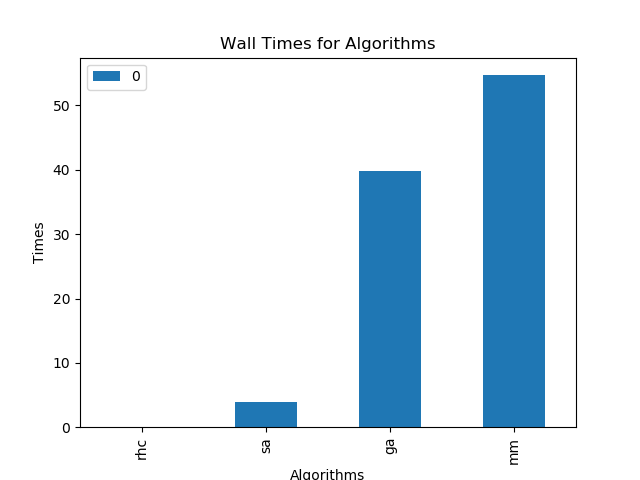 Wall Times for Algorithms
0
50
40
30
20
10
0
Times
rhc
sa
ga
mm
Algorithms